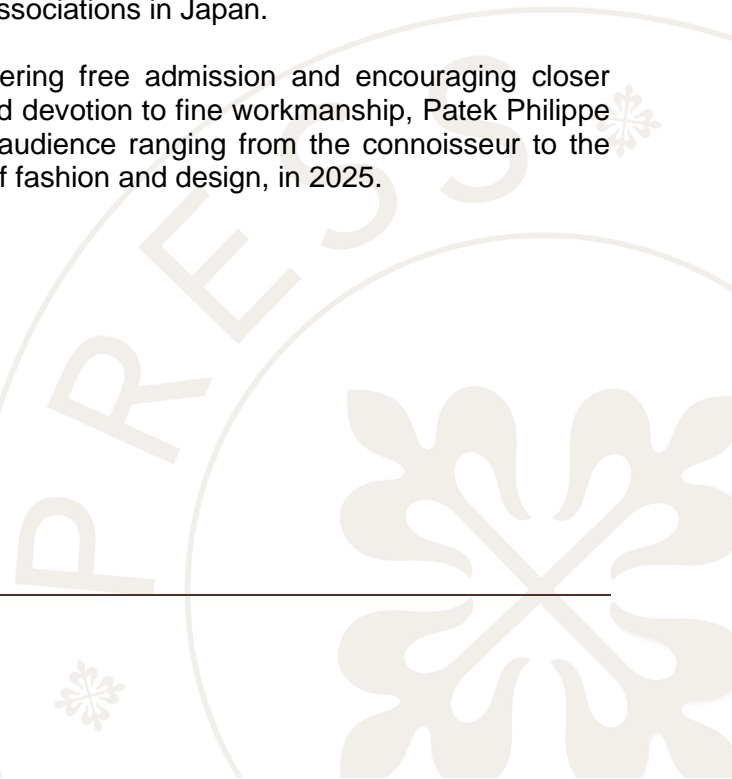 ssociations in Japan.
ering free admission and encouraging closer
d devotion to fine workmanship, Patek Philippe
audience ranging from the connoisseur to the
f fashion and design, in 2025.
PRESS